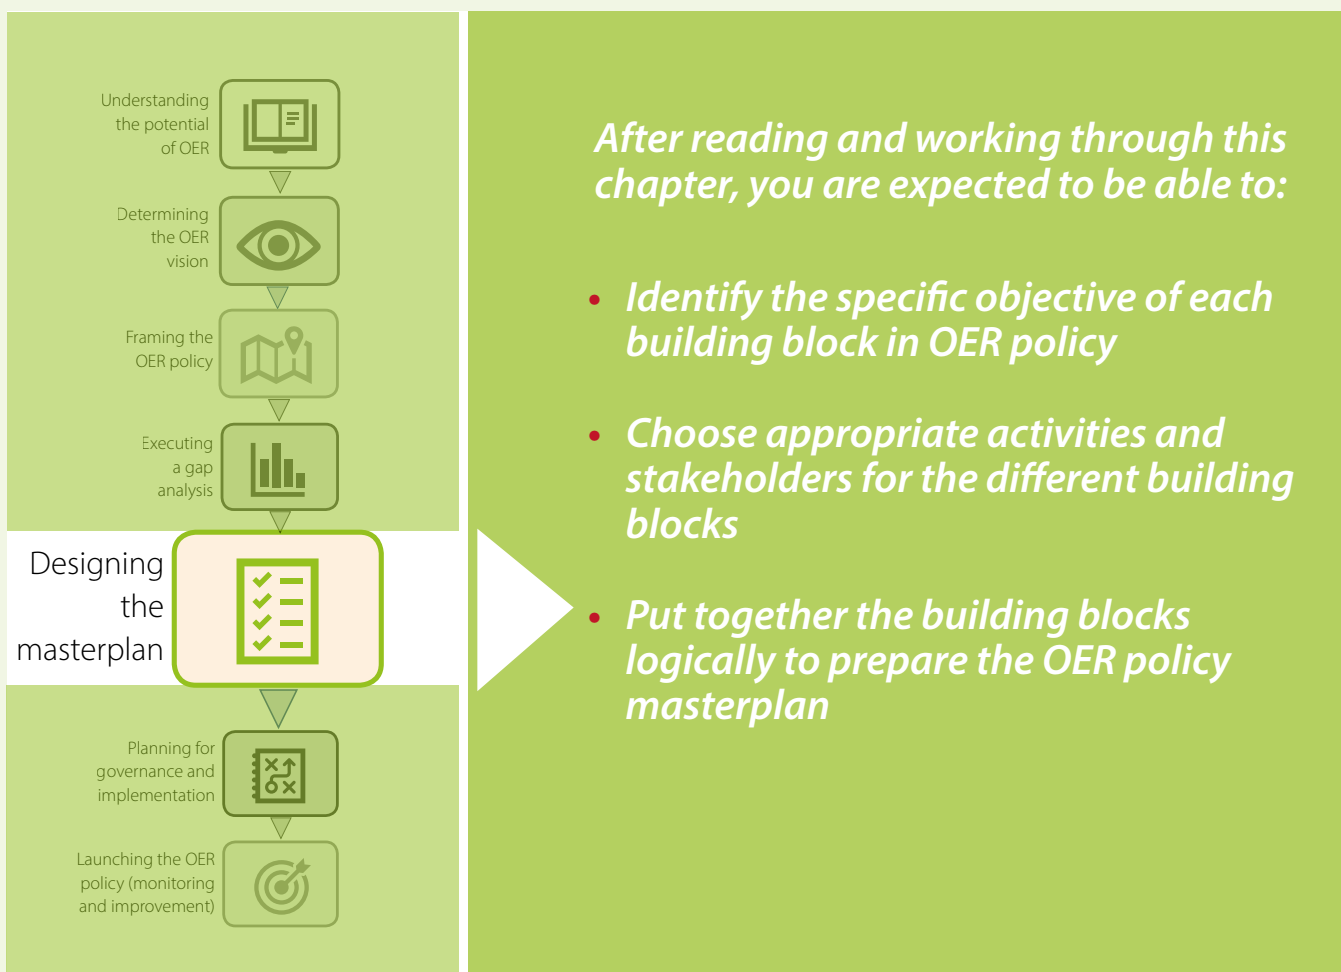 Understanding
the potential
of OER
Determining
the OER
vision
Framing the
OER policy
Executing
a gap
analysis
Designing
the
masterplan
Planning for
governance and
implementation
Launching the OER
policy (monitoring
and improvement)
After reading and working through this
chapter, you are expected to be able to:
• Identify the specific objective of each
building block in OER policy
• Choose appropriate activities and
stakeholders for the different building
blocks
• Put together the building blocks
logically to prepare the OER policy
masterplan